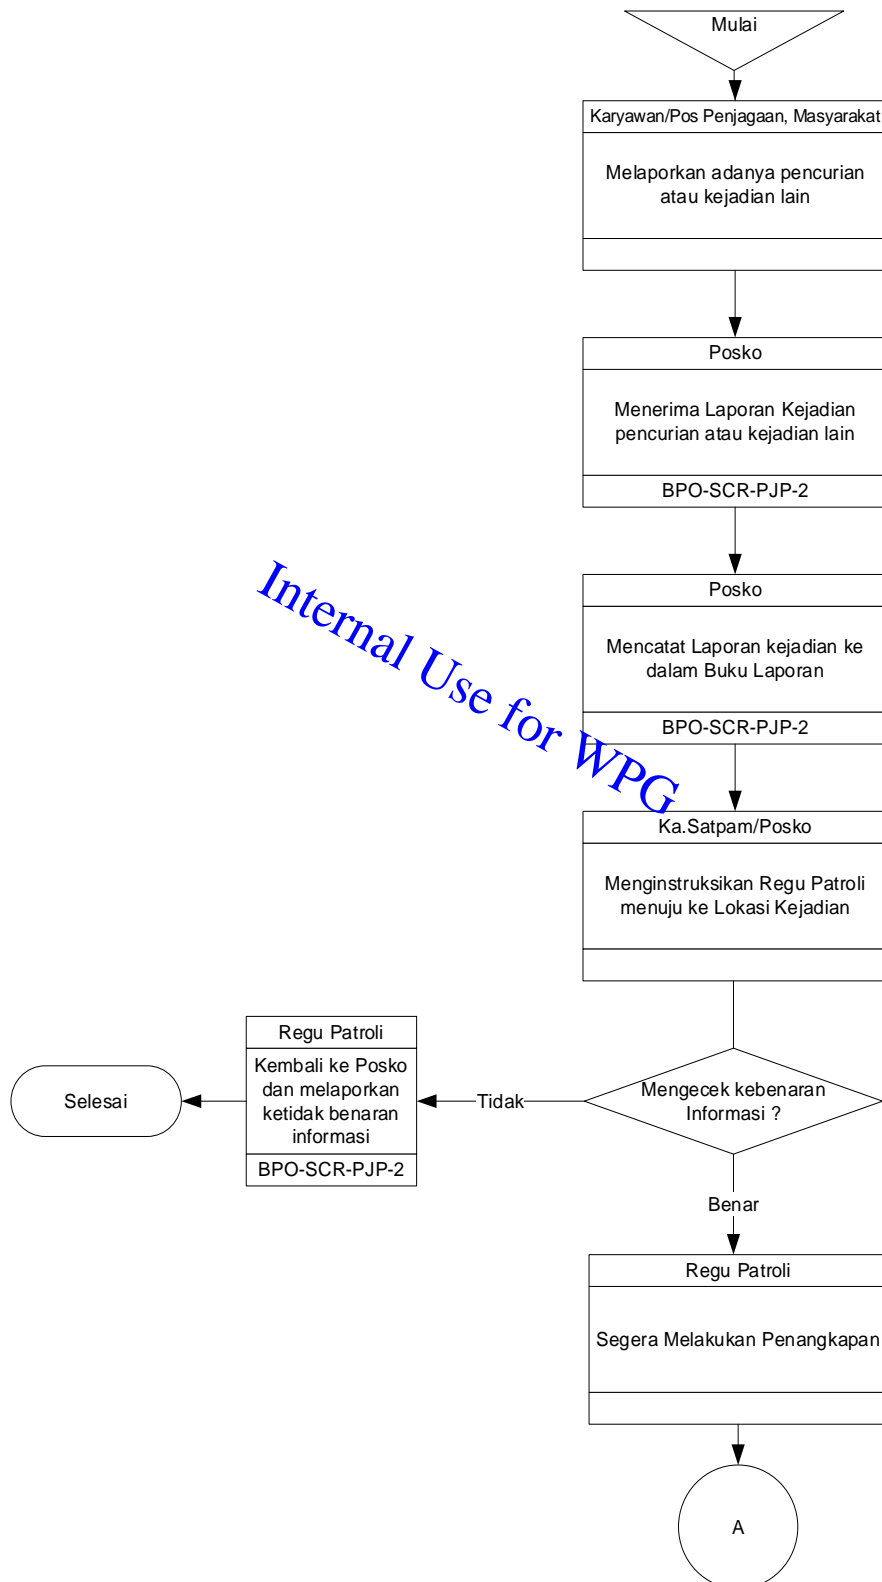 Mulai
Karyawan/Pos Penjagaan, Masyarakat
Melaporkan adanya pencurian
atau kejadian lain
Posko
Menerima Laporan Kejadian
pencurian atau kejadian lain
BPO-SCR-PJP-2
Posko
Mencatat Laporan kejadian ke
dalam Buku Laporan
BPO-SCR-PJP-2
Internal Use for WPG
Ka.Satpam/Posko
Menginstruksikan Regu Patroli
menuju ke Lokasi Kejadian
Mengecek kebenaran
Informasi ?
Tidak
Regu Patroli
Kembali ke Posko
dan melaporkan
ketidak benaran
informasi
BPO-SCR-PJP-2
Selesai
Benar
Regu Patroli
Segera Melakukan Penangkapan
A